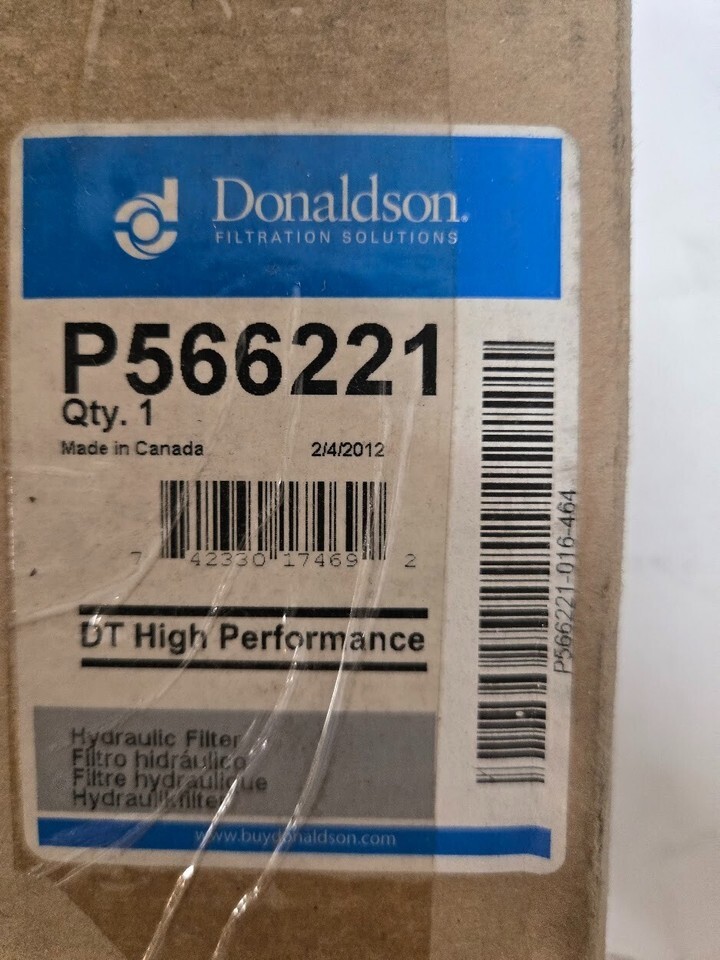 Donaldson.
FILTRATION SOLUTIONS
P566221
Qty. 1
Made in Canada 2/4/2012
7 42330 17469 2
DT High Performance
Hydraulic Filter
Filtro hidráulico
Filtre hydraulique
Hydraulikfilter
www.buydonaldson.com
P566221-016-464